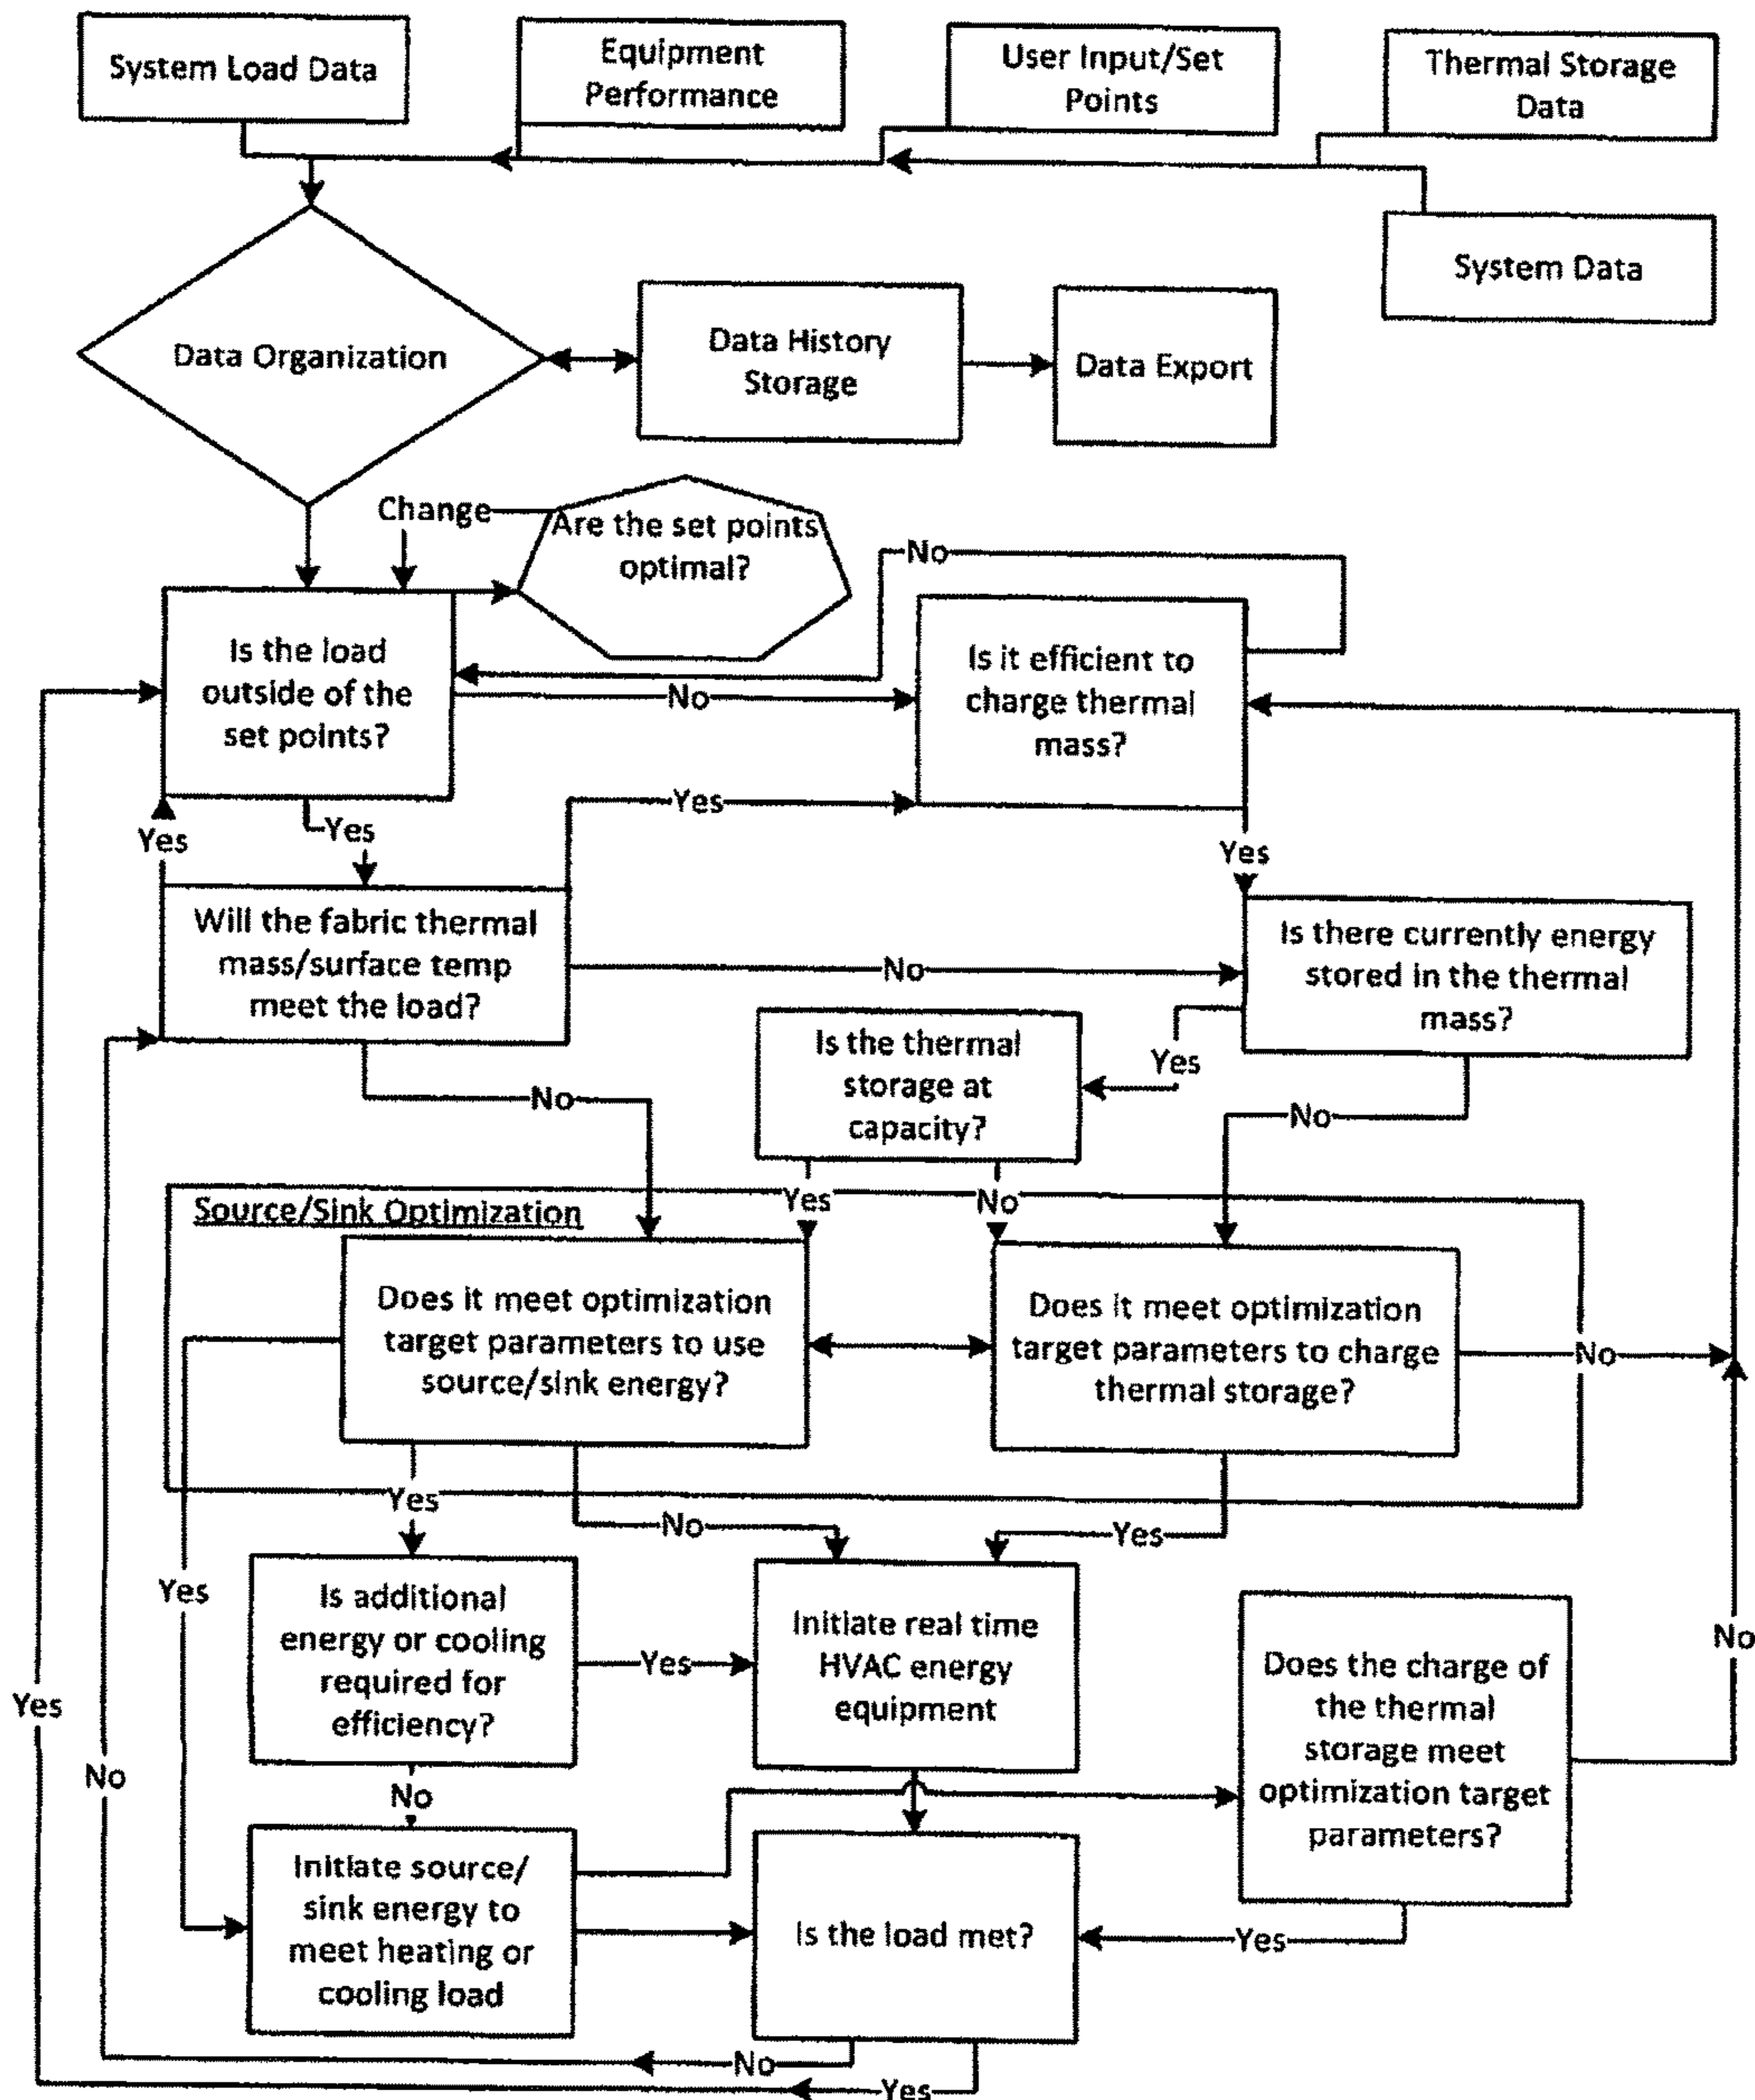 System Load Data
Equipment
Performance
User Input/Set
Points
Thermal Storage
Data
System Data
Data Organization
Data History
Storage
Data Export
Change
Are the set points
optimal?
No
Is the load
outside of the
set points?
No
Is it efficient to
charge thermal
mass?
Yes
Yes
Yes
Yes
Will the fabric thermal
mass/surface temp
meet the load?
No
Is there currently energy
stored in the thermal
mass?
Is the thermal
storage at
capacity?
Yes
No
No
Yes
No
Source/Sink Optimization
Does it meet optimization
target parameters to use
source/sink energy?
Does it meet optimization
target parameters to charge
thermal storage?
No
Yes
No
Yes
Yes
Is additional
energy or cooling
required for
efficiency?
Yes
Initiate real time
HVAC energy
equipment
Does the charge of
the thermal
storage meet
optimization target
parameters?
No
Yes
No
No
Initiate source/
sink energy to
meet heating or
cooling load
Is the load met?
Yes
No
Yes